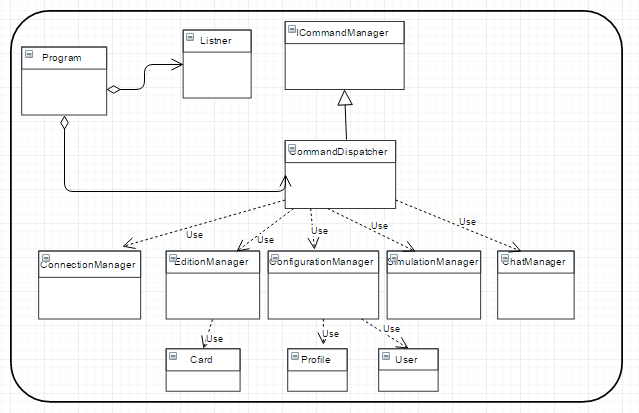 Program
Listner
ICommandManager
CommandDispatcher
Use
Use
Use
Use
Use
ConnectionManager
EditionManager
ConfigurationManager
SimulationManager
ChatManager
Use
Use
Use
Card
Profile
User